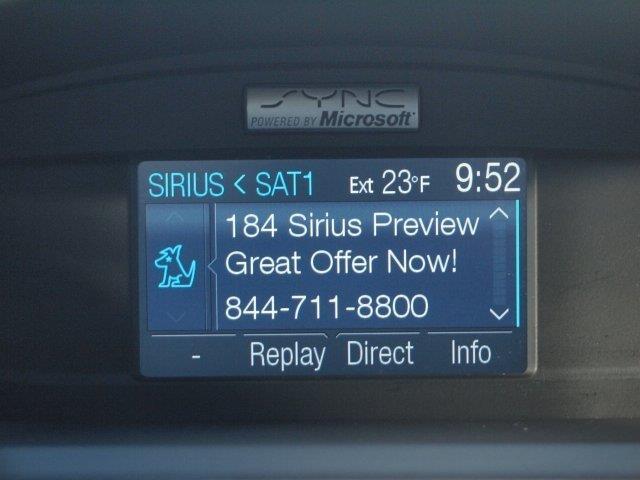 SYNC
POWERED BY Microsoft
SIRIUS < SAT1 Ext 23°F 9:52
184 Sirius Preview
Great Offer Now!
844-711-8800
- Replay Direct Info